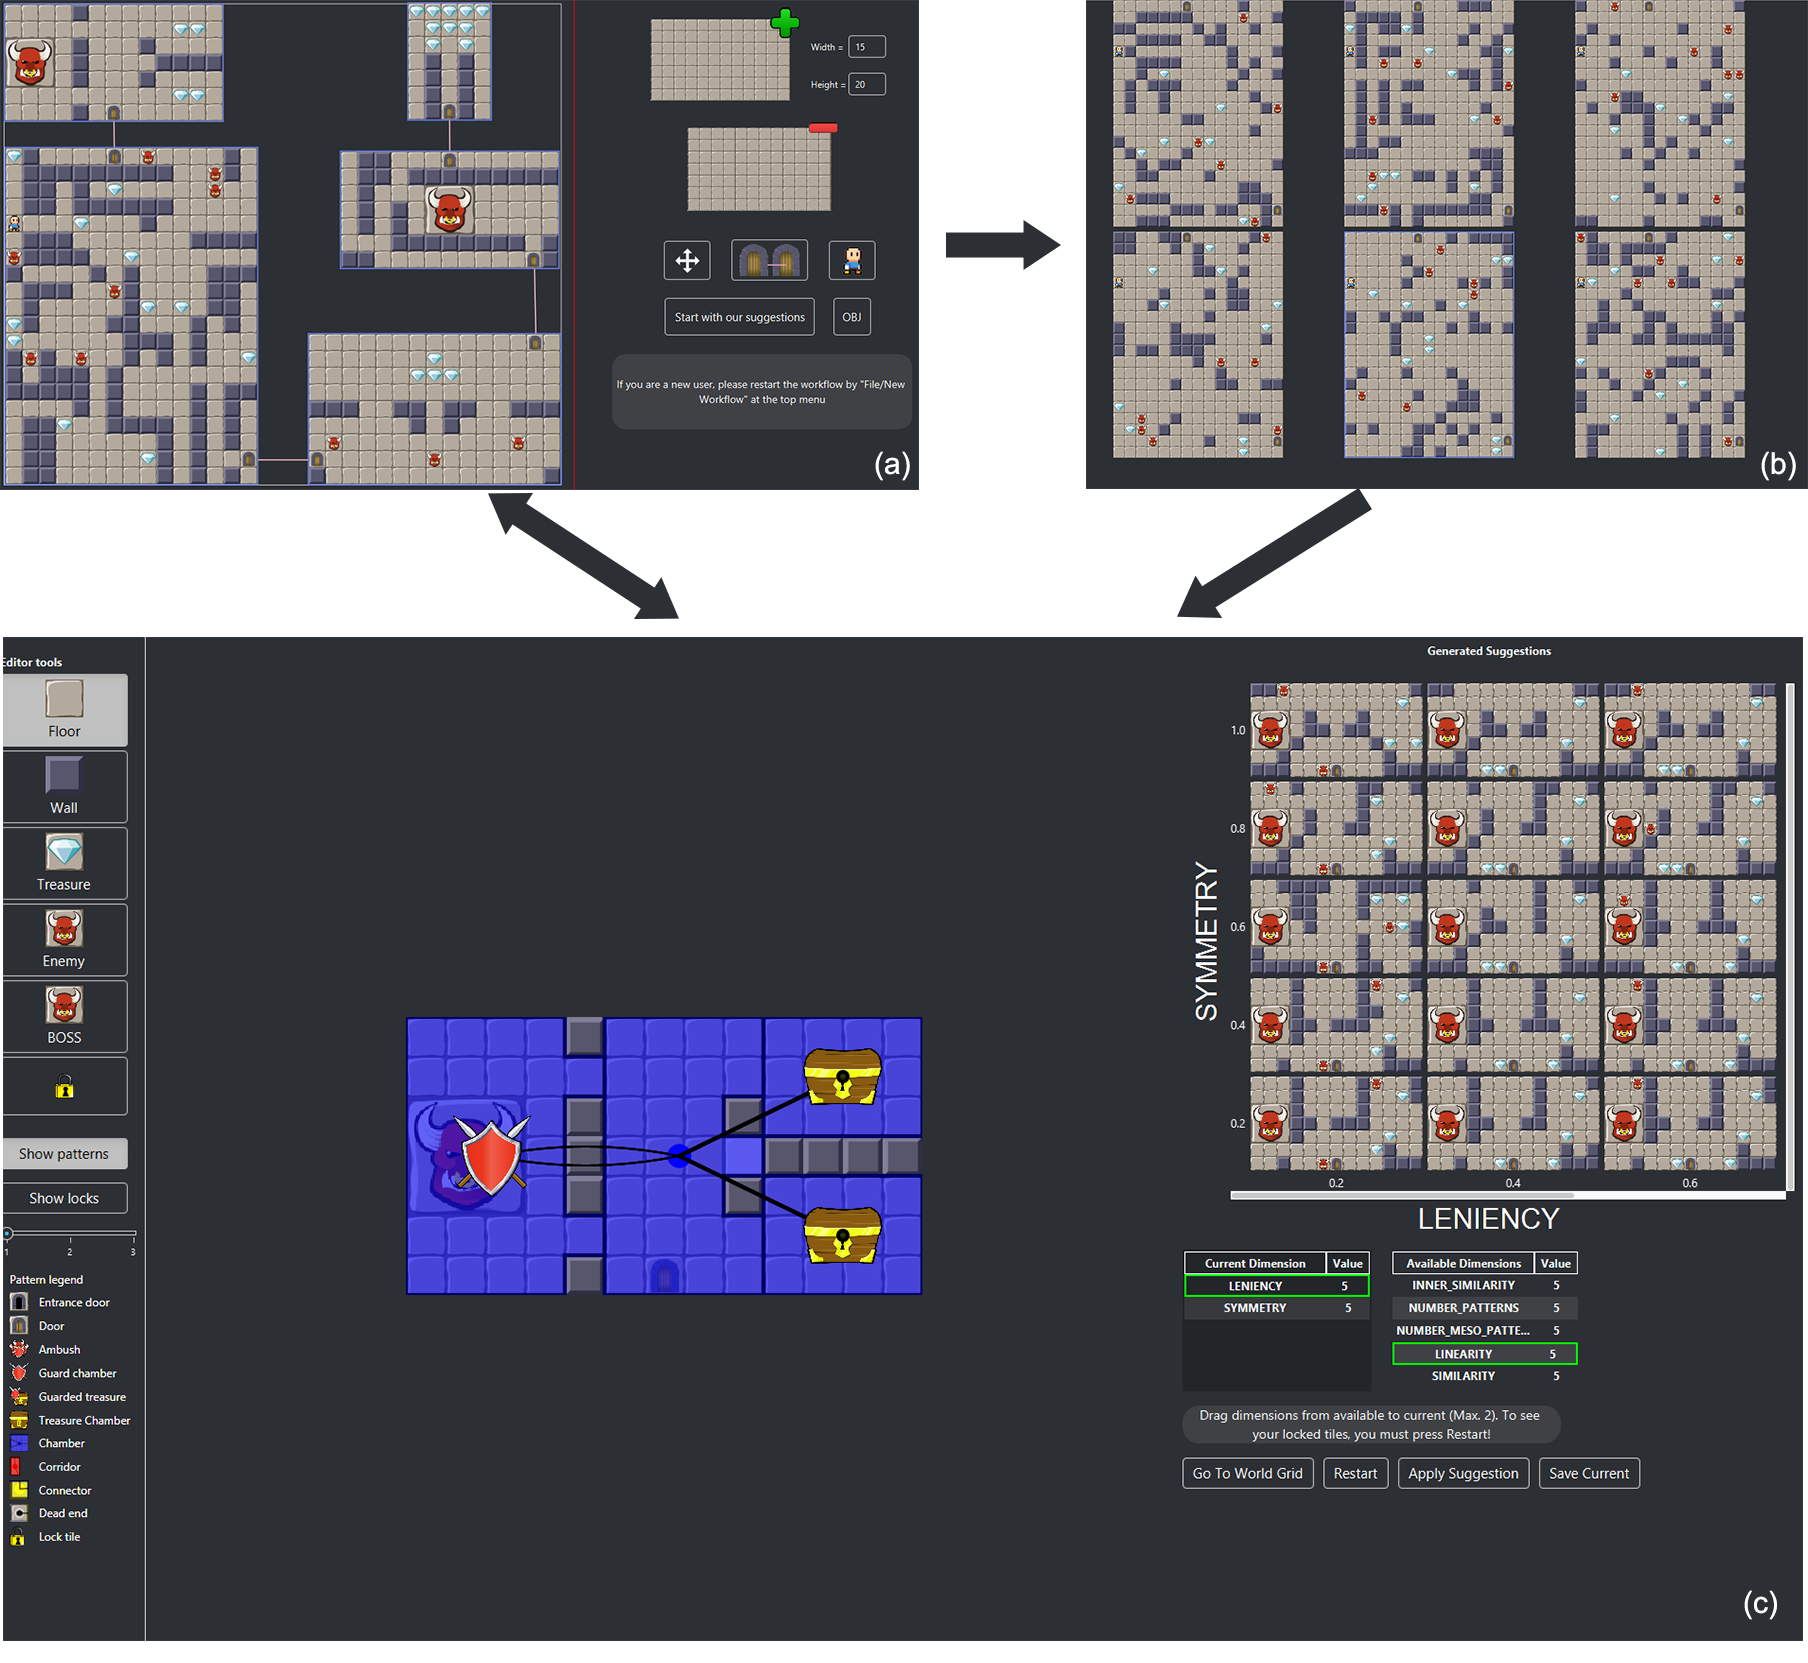 Width = 15
Height = 20
Start with our suggestions
OBJ
If you are a new user, please restart the workflow by "File/New
Workflow" at the top menu
(a)
(b)
Editor tools
Floor
Wall
Treasure
Enemy
BOSS
Show patterns
Show locks
1 2 3
Pattern legend
Entrance door
Door
Ambush
Guard chamber
Guarded treasure
Treasure Chamber
Chamber
Corridor
Connector
Dead end
Lock tile
Generated Suggestions
SYMMETRY
1.0
0.8
0.6
0.4
0.2
0.2 0.4 0.6
LENIENCY
Current Dimension Value
LENIENCY 5
SYMMETRY 5
Available Dimensions Value
INNER_SIMILARITY 5
NUMBER_PATTERNS 5
NUMBER_MESO_PATTE... 5
LINEARITY 5
SIMILARITY 5
Drag dimensions from available to current (Max. 2). To see
your locked tiles, you must press Restart!
Go To World Grid
Restart
Apply Suggestion
Save Current
(c)